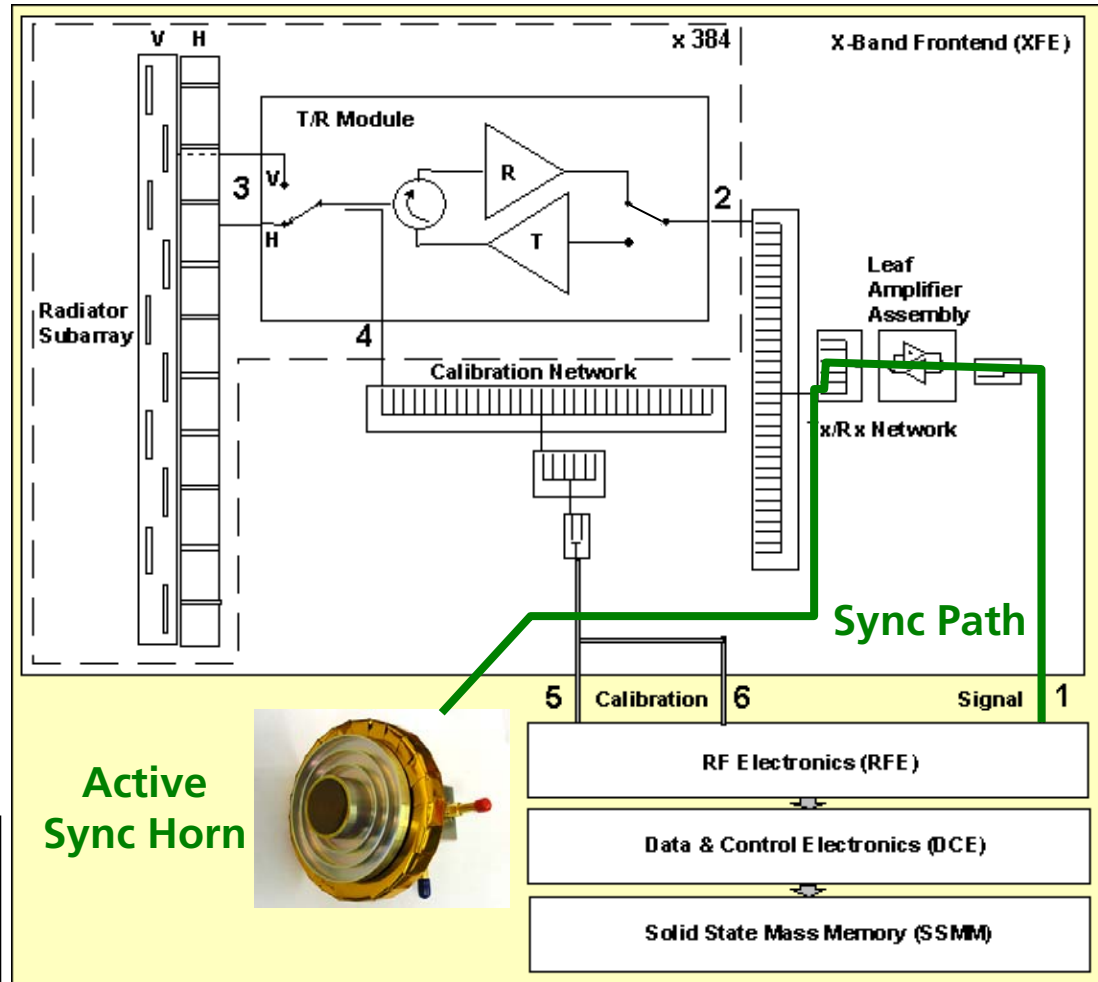 V H
x 384
X-Band Frontend (XFE)
T/R Module
R
V
3
2
H
T
Leaf
Amplifier
Assembly
Radiator
Subarray
4
Calibration Network
Tx/Rx Network
Sync Path
5 Calibration 6
Signal 1
RF Electronics (RFE)
Active
Sync Horn
Data & Control Electronics (DCE)
Solid State Mass Memory (SSMM)